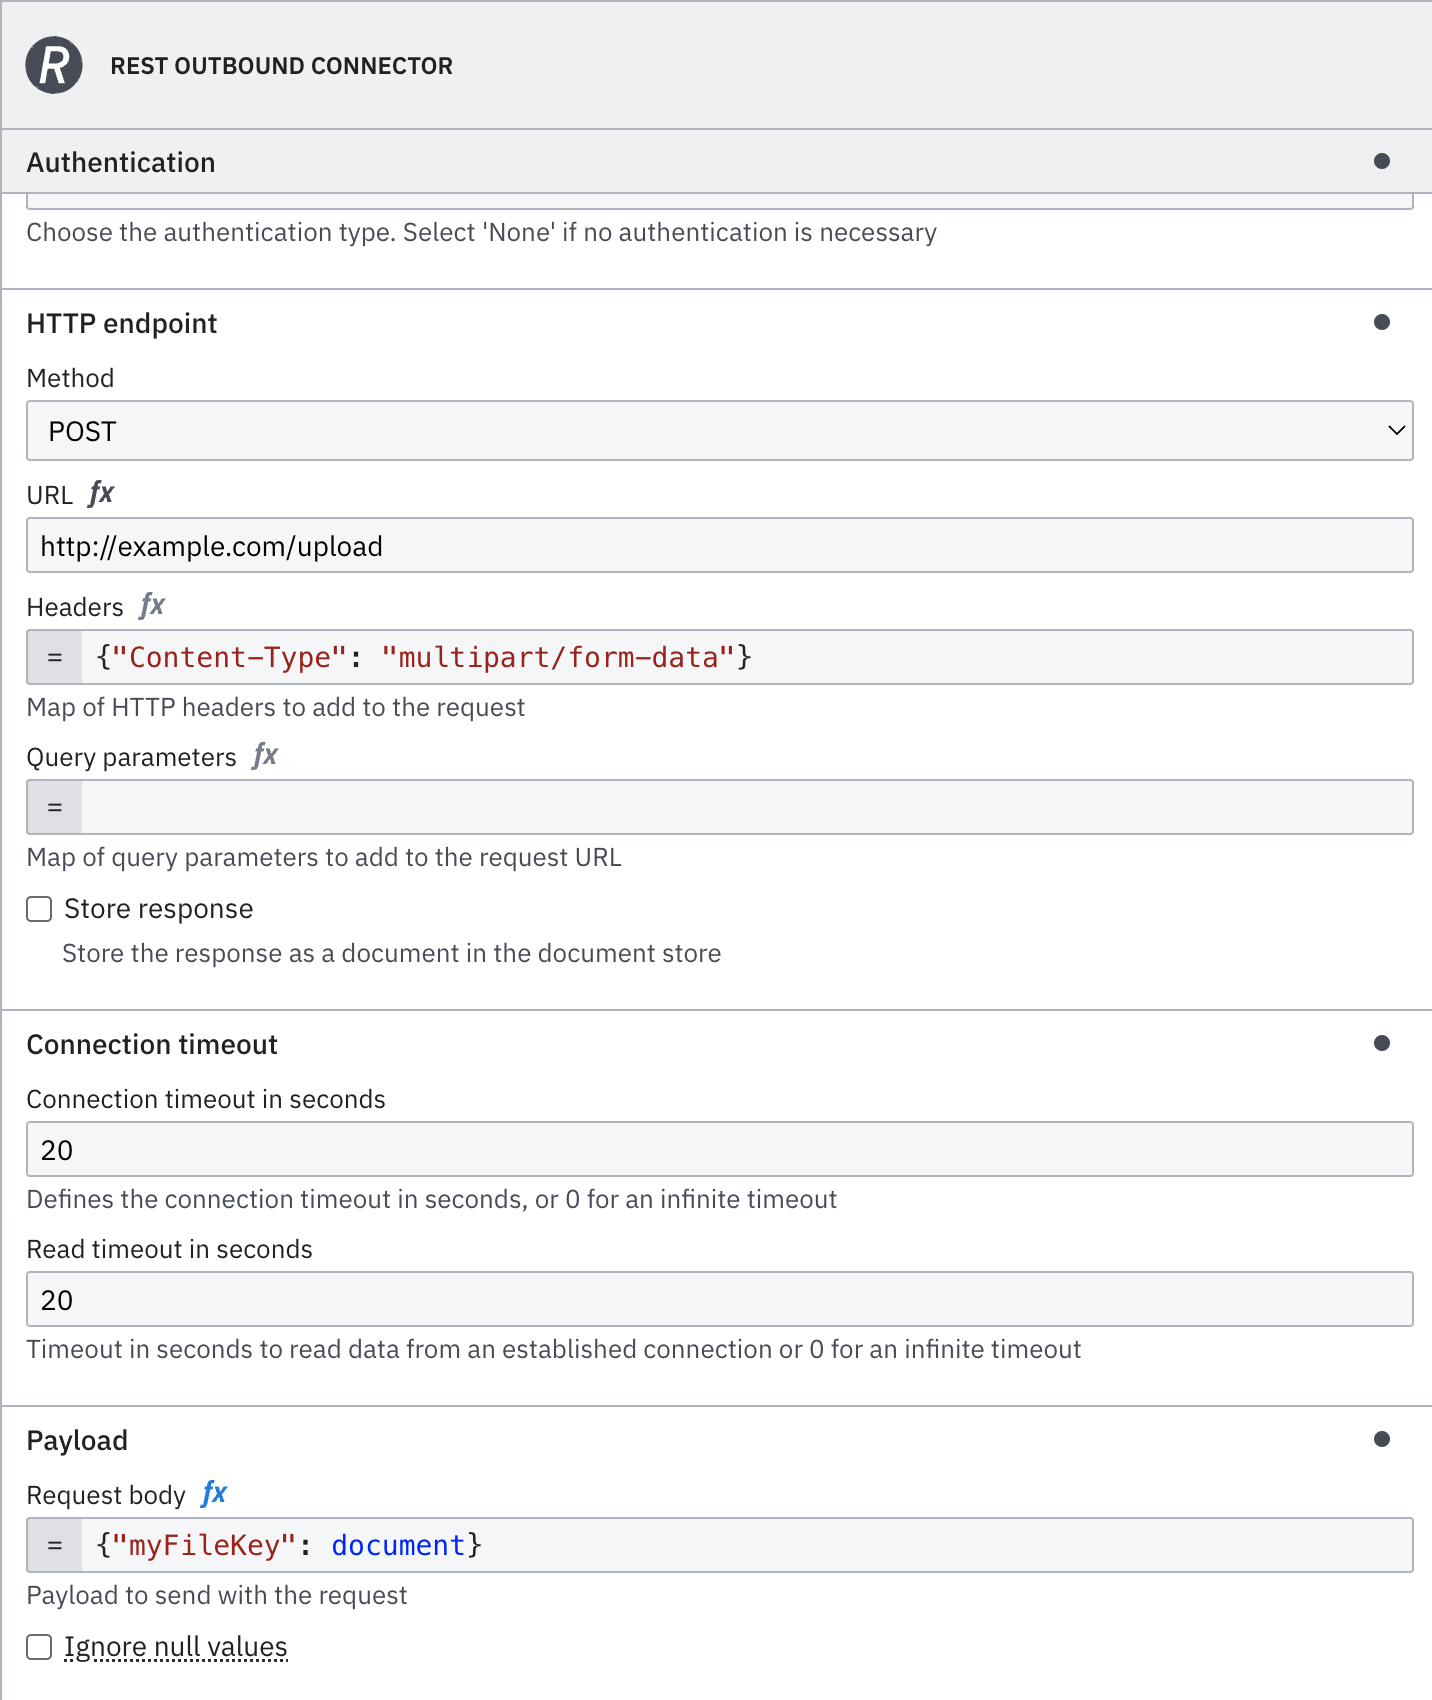 R REST OUTBOUND CONNECTOR
Authentication
Choose the authentication type. Select 'None' if no authentication is necessary
HTTP endpoint
Method
POST
URL fx
http://example.com/upload
Headers fx
= {"Content-Type": "multipart/form-data"}
Map of HTTP headers to add to the request
Query parameters fx
=
Map of query parameters to add to the request URL
Store response
Store the response as a document in the document store
Connection timeout
Connection timeout in seconds
20
Defines the connection timeout in seconds, or 0 for an infinite timeout
Read timeout in seconds
20
Timeout in seconds to read data from an established connection or 0 for an infinite timeout
Payload
Request body fx
= {"myFileKey": document}
Payload to send with the request
Ignore null values